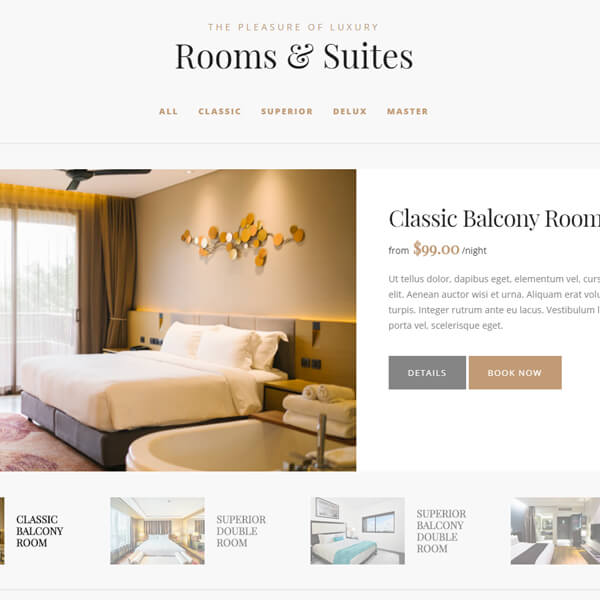 THE PLEASURE OF LUXURY
Rooms & Suites
ALL CLASSIC SUPERIOR DELUX MASTER
Classic Balcony Room
from $99.00 /night
Ut tellus dolor, dapibus eget, elementum vel,
elit. Aenean auctor wisi et urna. Aliquam erat
turpis. Integer rutrum ante eu lacus. Vestibulum
porta vel, scelerisque eget.
DETAILS BOOK NOW
CLASSIC
BALCONY
ROOM
SUPERIOR
DOUBLE
ROOM
SUPERIOR
BALCONY
DOUBLE
ROOM